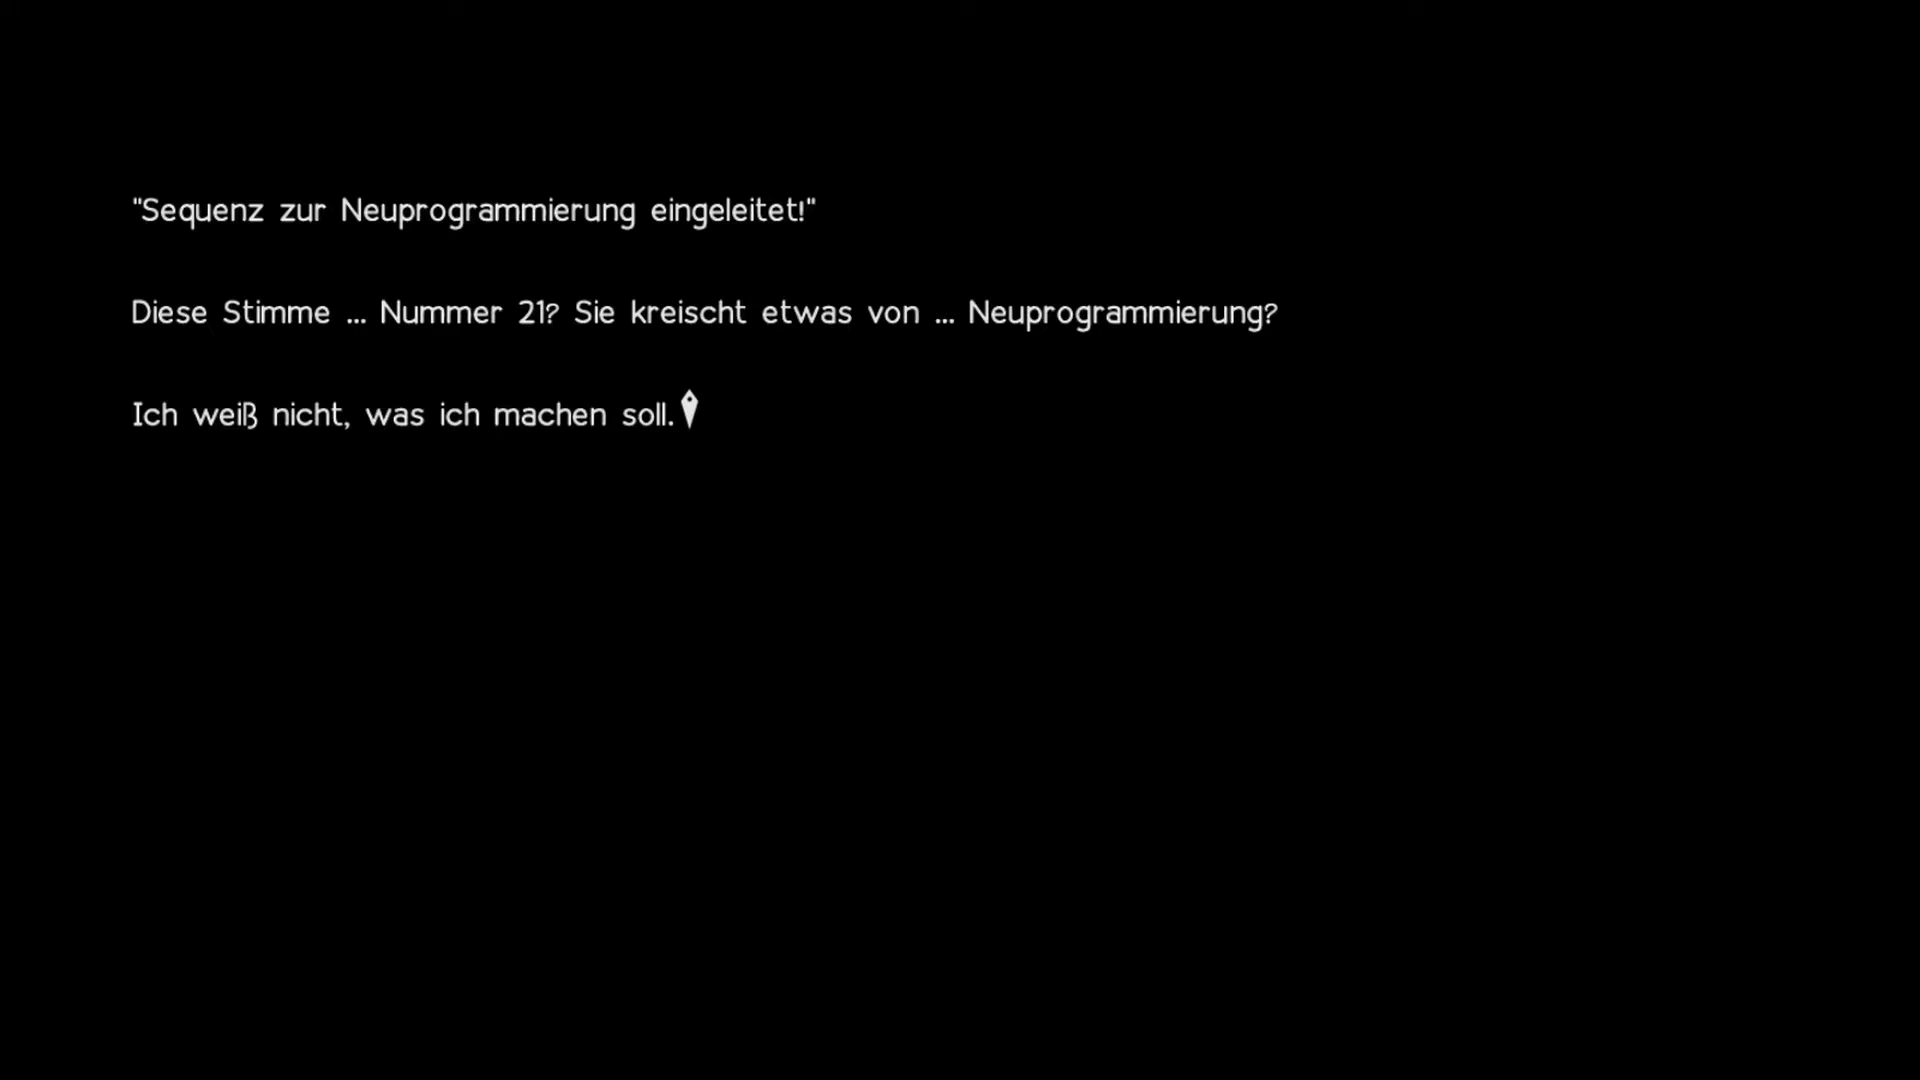 "Sequenz zur Neuprogrammierung eingeleitet!"
Diese Stimme ... Nummer 21? Sie kreischt etwas von ... Neuprogrammierung?
Ich weiß nicht, was ich machen soll.